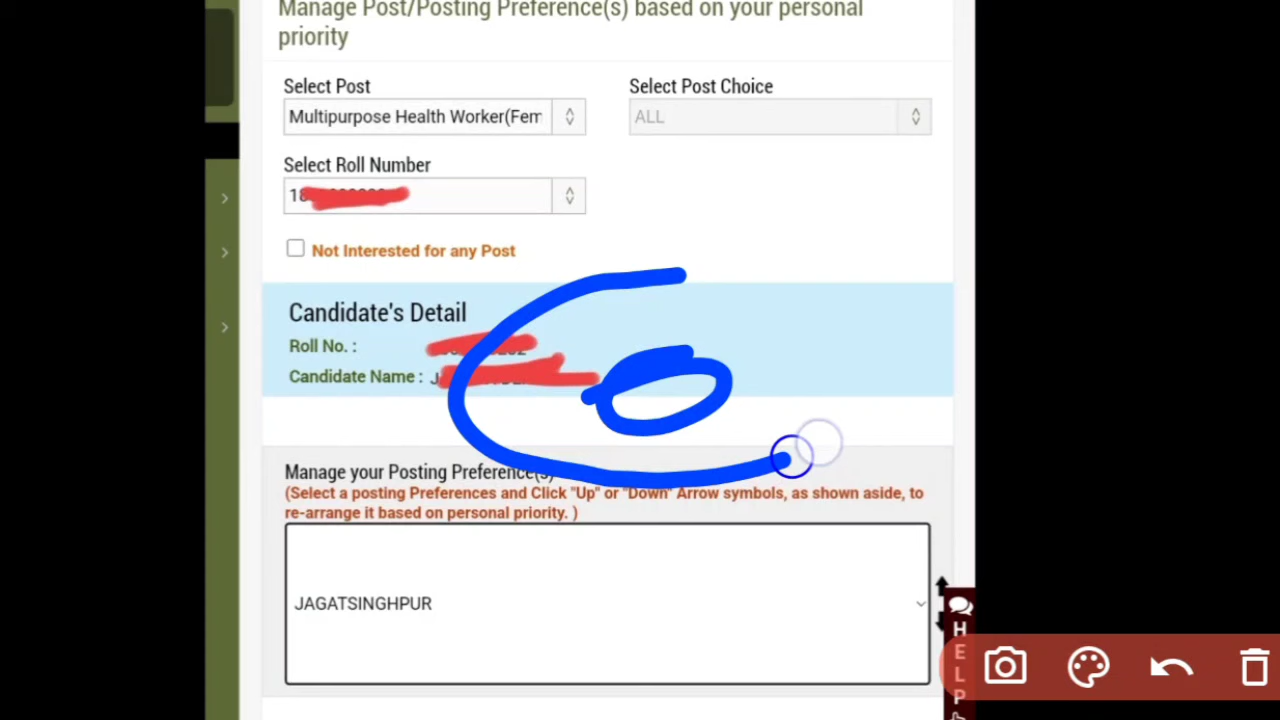 Manage Post/Posting Preference(s) based on your personal
priority
Select Post
Select Post Choice
Multipurpose Health Worker(Fem
ALL
Select Roll Number
18
Not Interested for any Post
Candidate's Detail
Roll No. :
Candidate Name :
Manage your Posting Preference(s)
(Select a posting Preferences and Click "Up" or "Down" Arrow symbols, as shown aside, to
re-arrange it based on personal priority. )
JAGATSINGHPUR
HELP